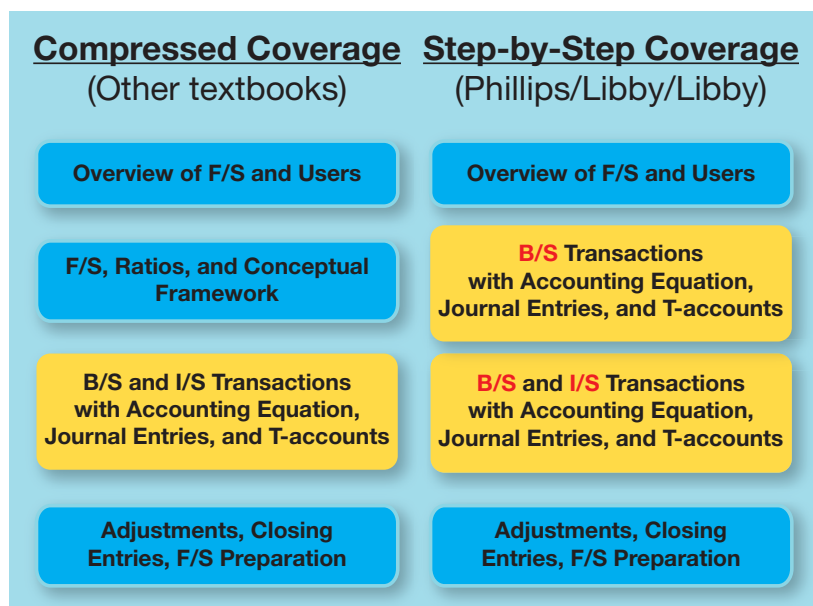 Compressed Coverage
(Other textbooks)
Overview of F/S and Users
F/S, Ratios, and Conceptual
Framework
B/S and I/S Transactions
with Accounting Equation,
Journal Entries, and T-accounts
Adjustments, Closing
Entries, F/S Preparation
Step-by-Step Coverage
(Phillips/Libby/Libby)
Overview of F/S and Users
B/S Transactions
with Accounting Equation,
Journal Entries, and T-accounts
B/S and I/S Transactions
with Accounting Equation,
Journal Entries, and T-accounts
Adjustments, Closing
Entries, F/S Preparation